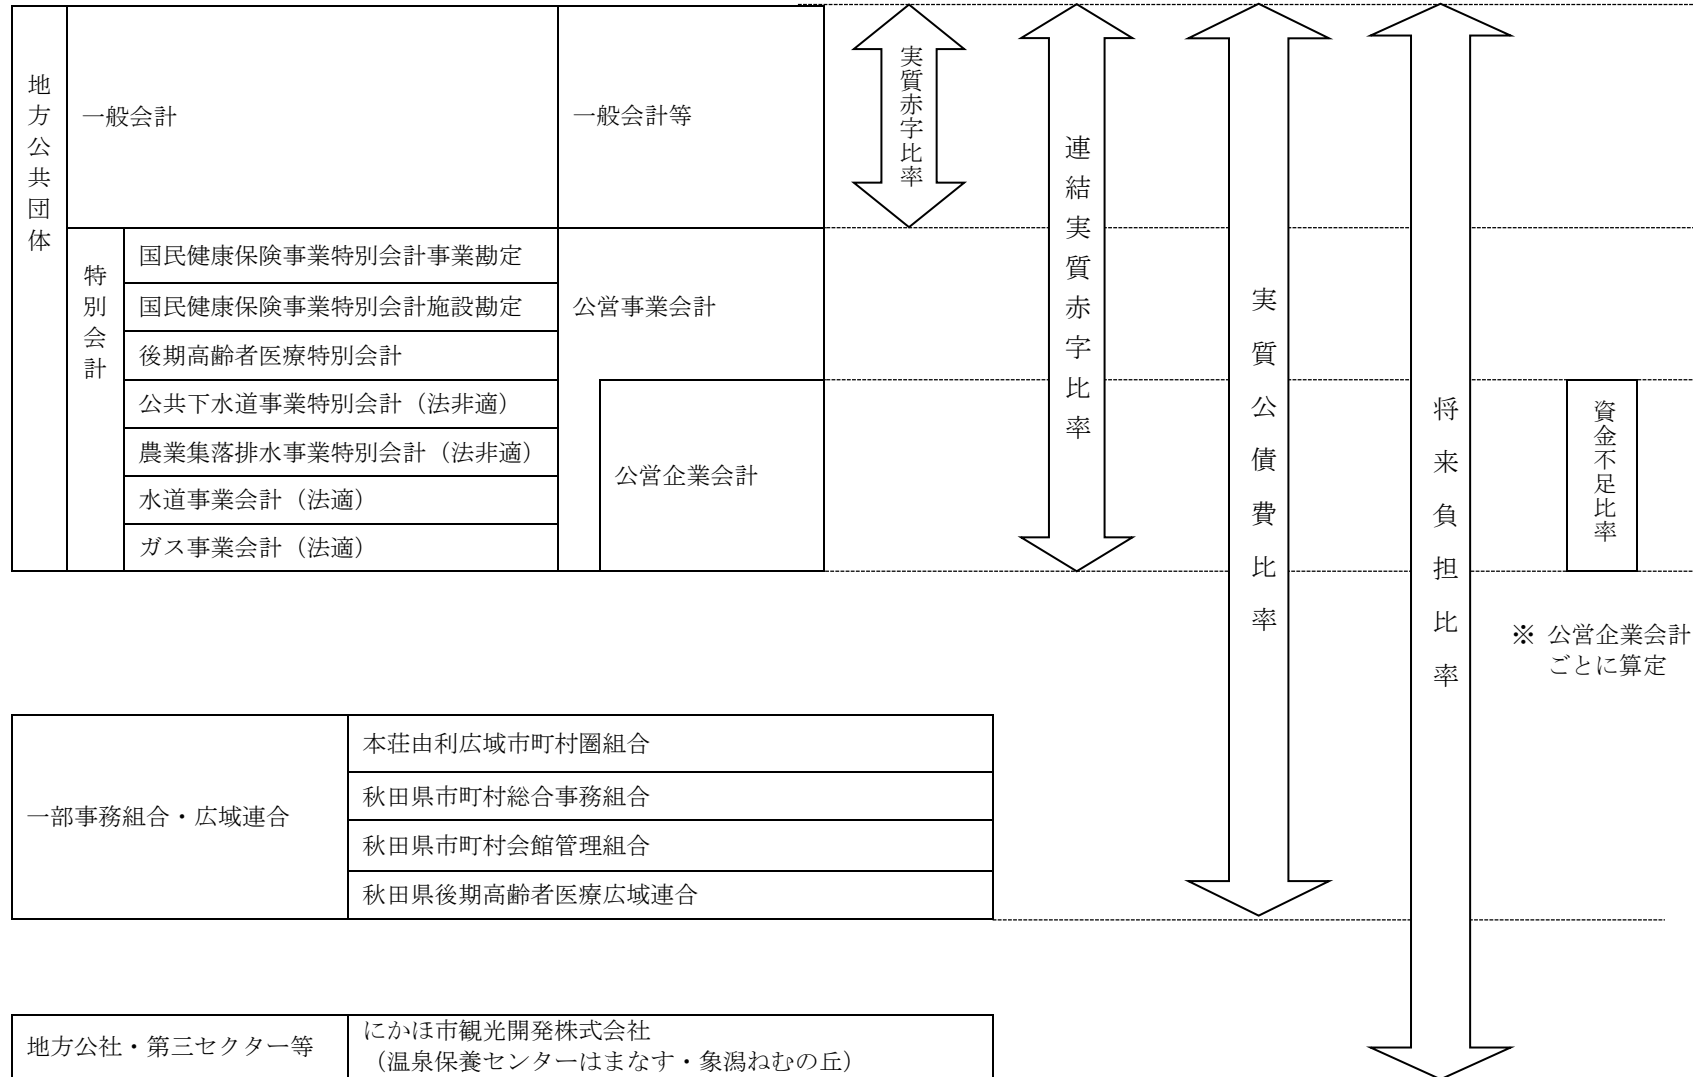 地方公共団体
一般会計
一般会計等
特別会計
国民健康保険事業特別会計事業勘定
国民健康保険事業特別会計施設勘定
後期高齢者医療特別会計
公共下水道事業特別会計（法非適）
農業集落排水事業特別会計（法非適）
水道事業会計（法適）
ガス事業会計（法適）
公営事業会計
公営企業会計
実質赤字比率
連結実質赤字比率
実質公債費比率
将来負担比率
資金不足比率
※ 公営企業会計
ごとに算定
一部事務組合・広域連合
本荘由利広域市町村圏組合
秋田県市町村総合事務組合
秋田県市町村会館管理組合
秋田県後期高齢者医療広域連合
地方公社・第三セクター等
にかほ市観光開発株式会社
（温泉保養センターはまなす・象潟ねむの丘）